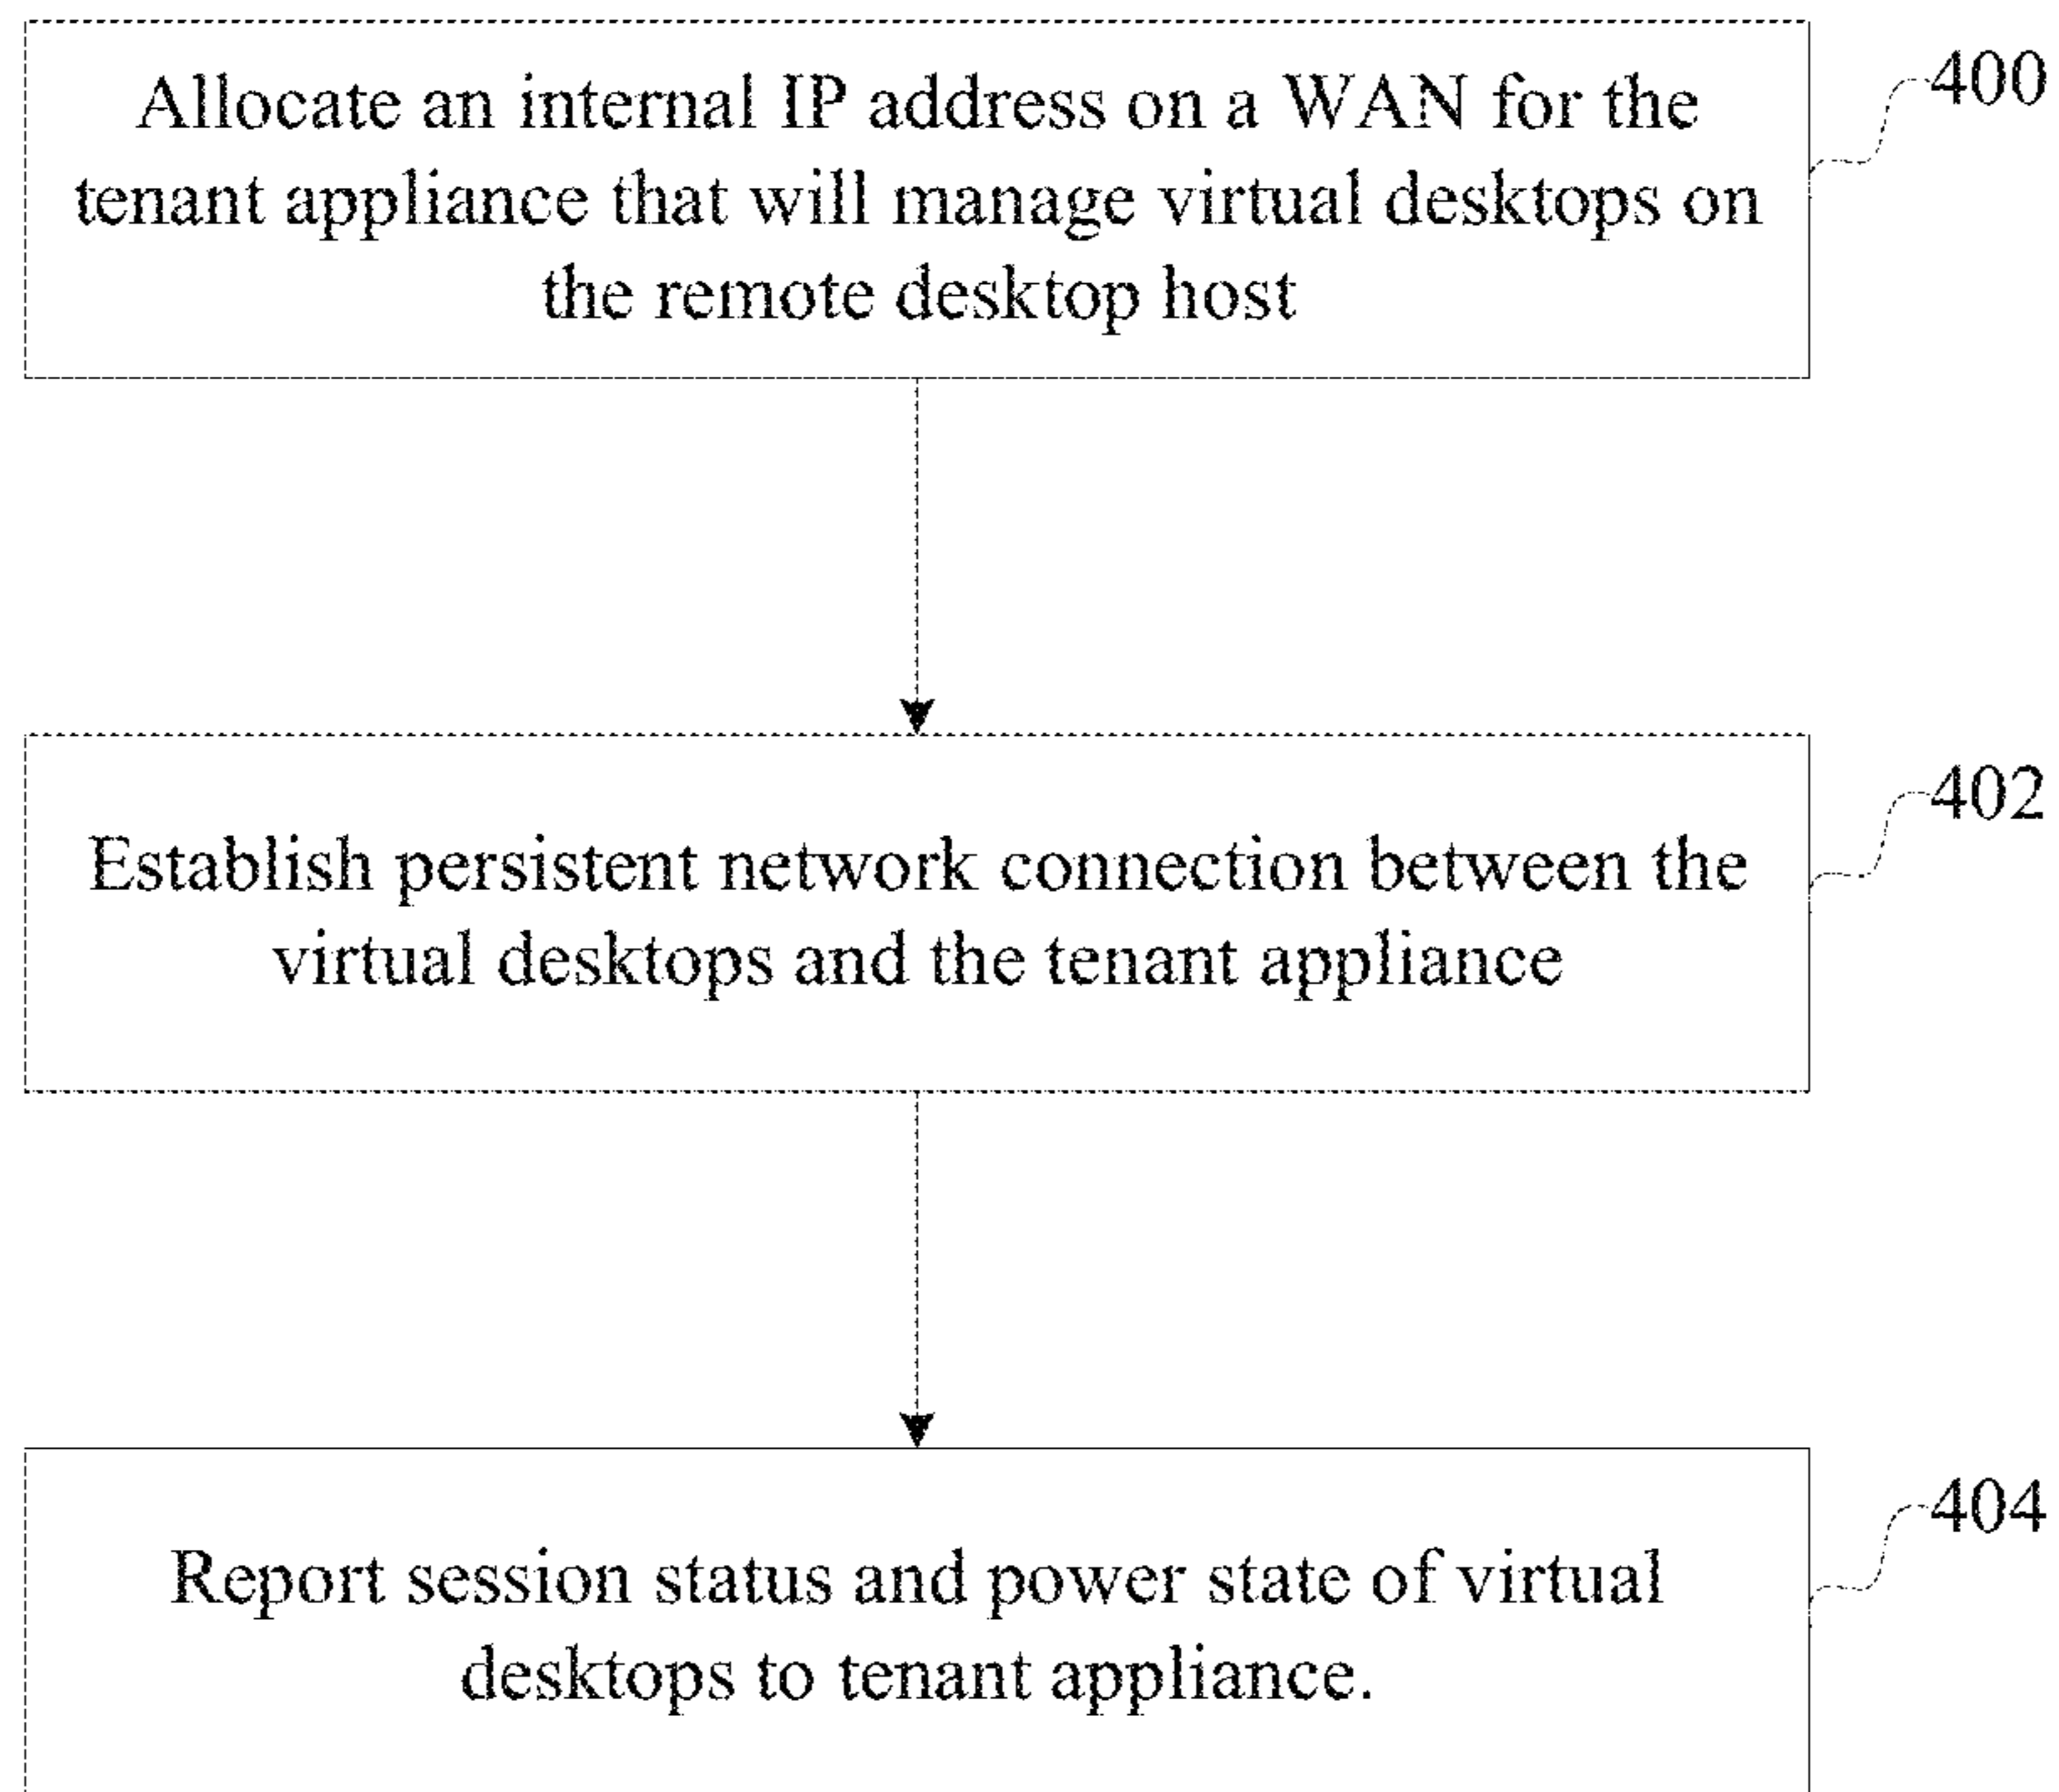 Allocate an internal IP address on a WAN for the
tenant appliance that will manage virtual desktops on
the remote desktop host
400
Establish persistent network connection between the
virtual desktops and the tenant appliance
402
Report session status and power state of virtual
desktops to tenant appliance.
404